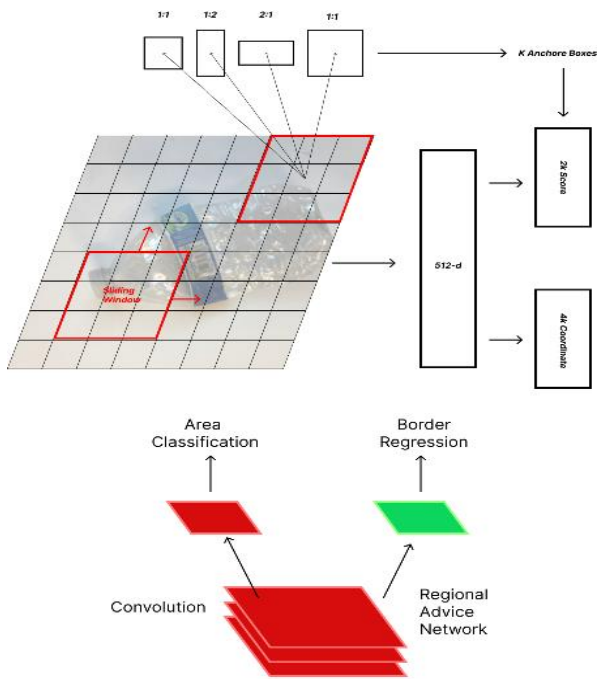 1:1
1:2
2:1
1:1
K Anchore Boxes
Sliding
Window
512-d
2k Score
4k Coordinate
Area
Classification
Border
Regression
Convolution
Regional
Advice
Network